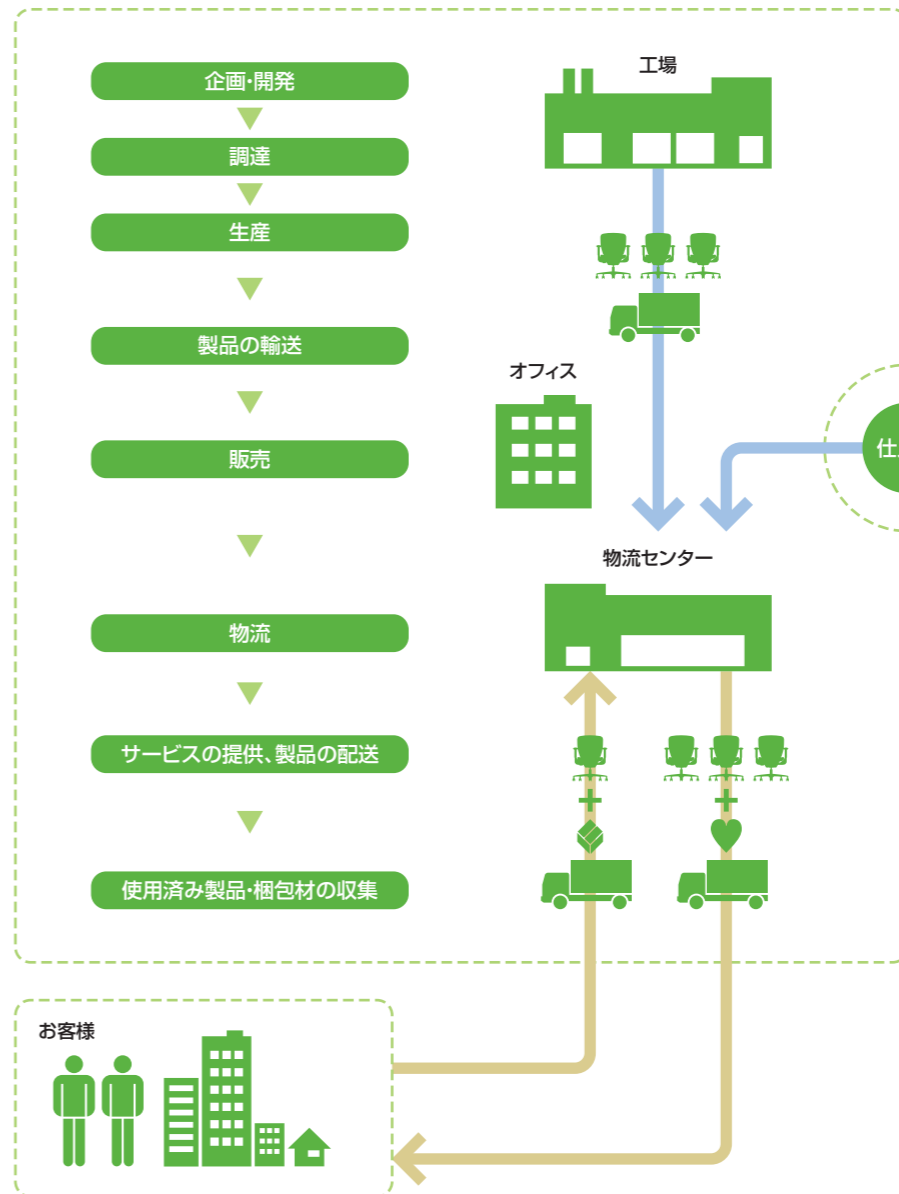 企画・開発
調達
生産
製品の輸送
販売
物流
サービスの提供、製品の配送
使用済み製品・梱包材の収集
工場
オフィス
仕
物流センター
お客様